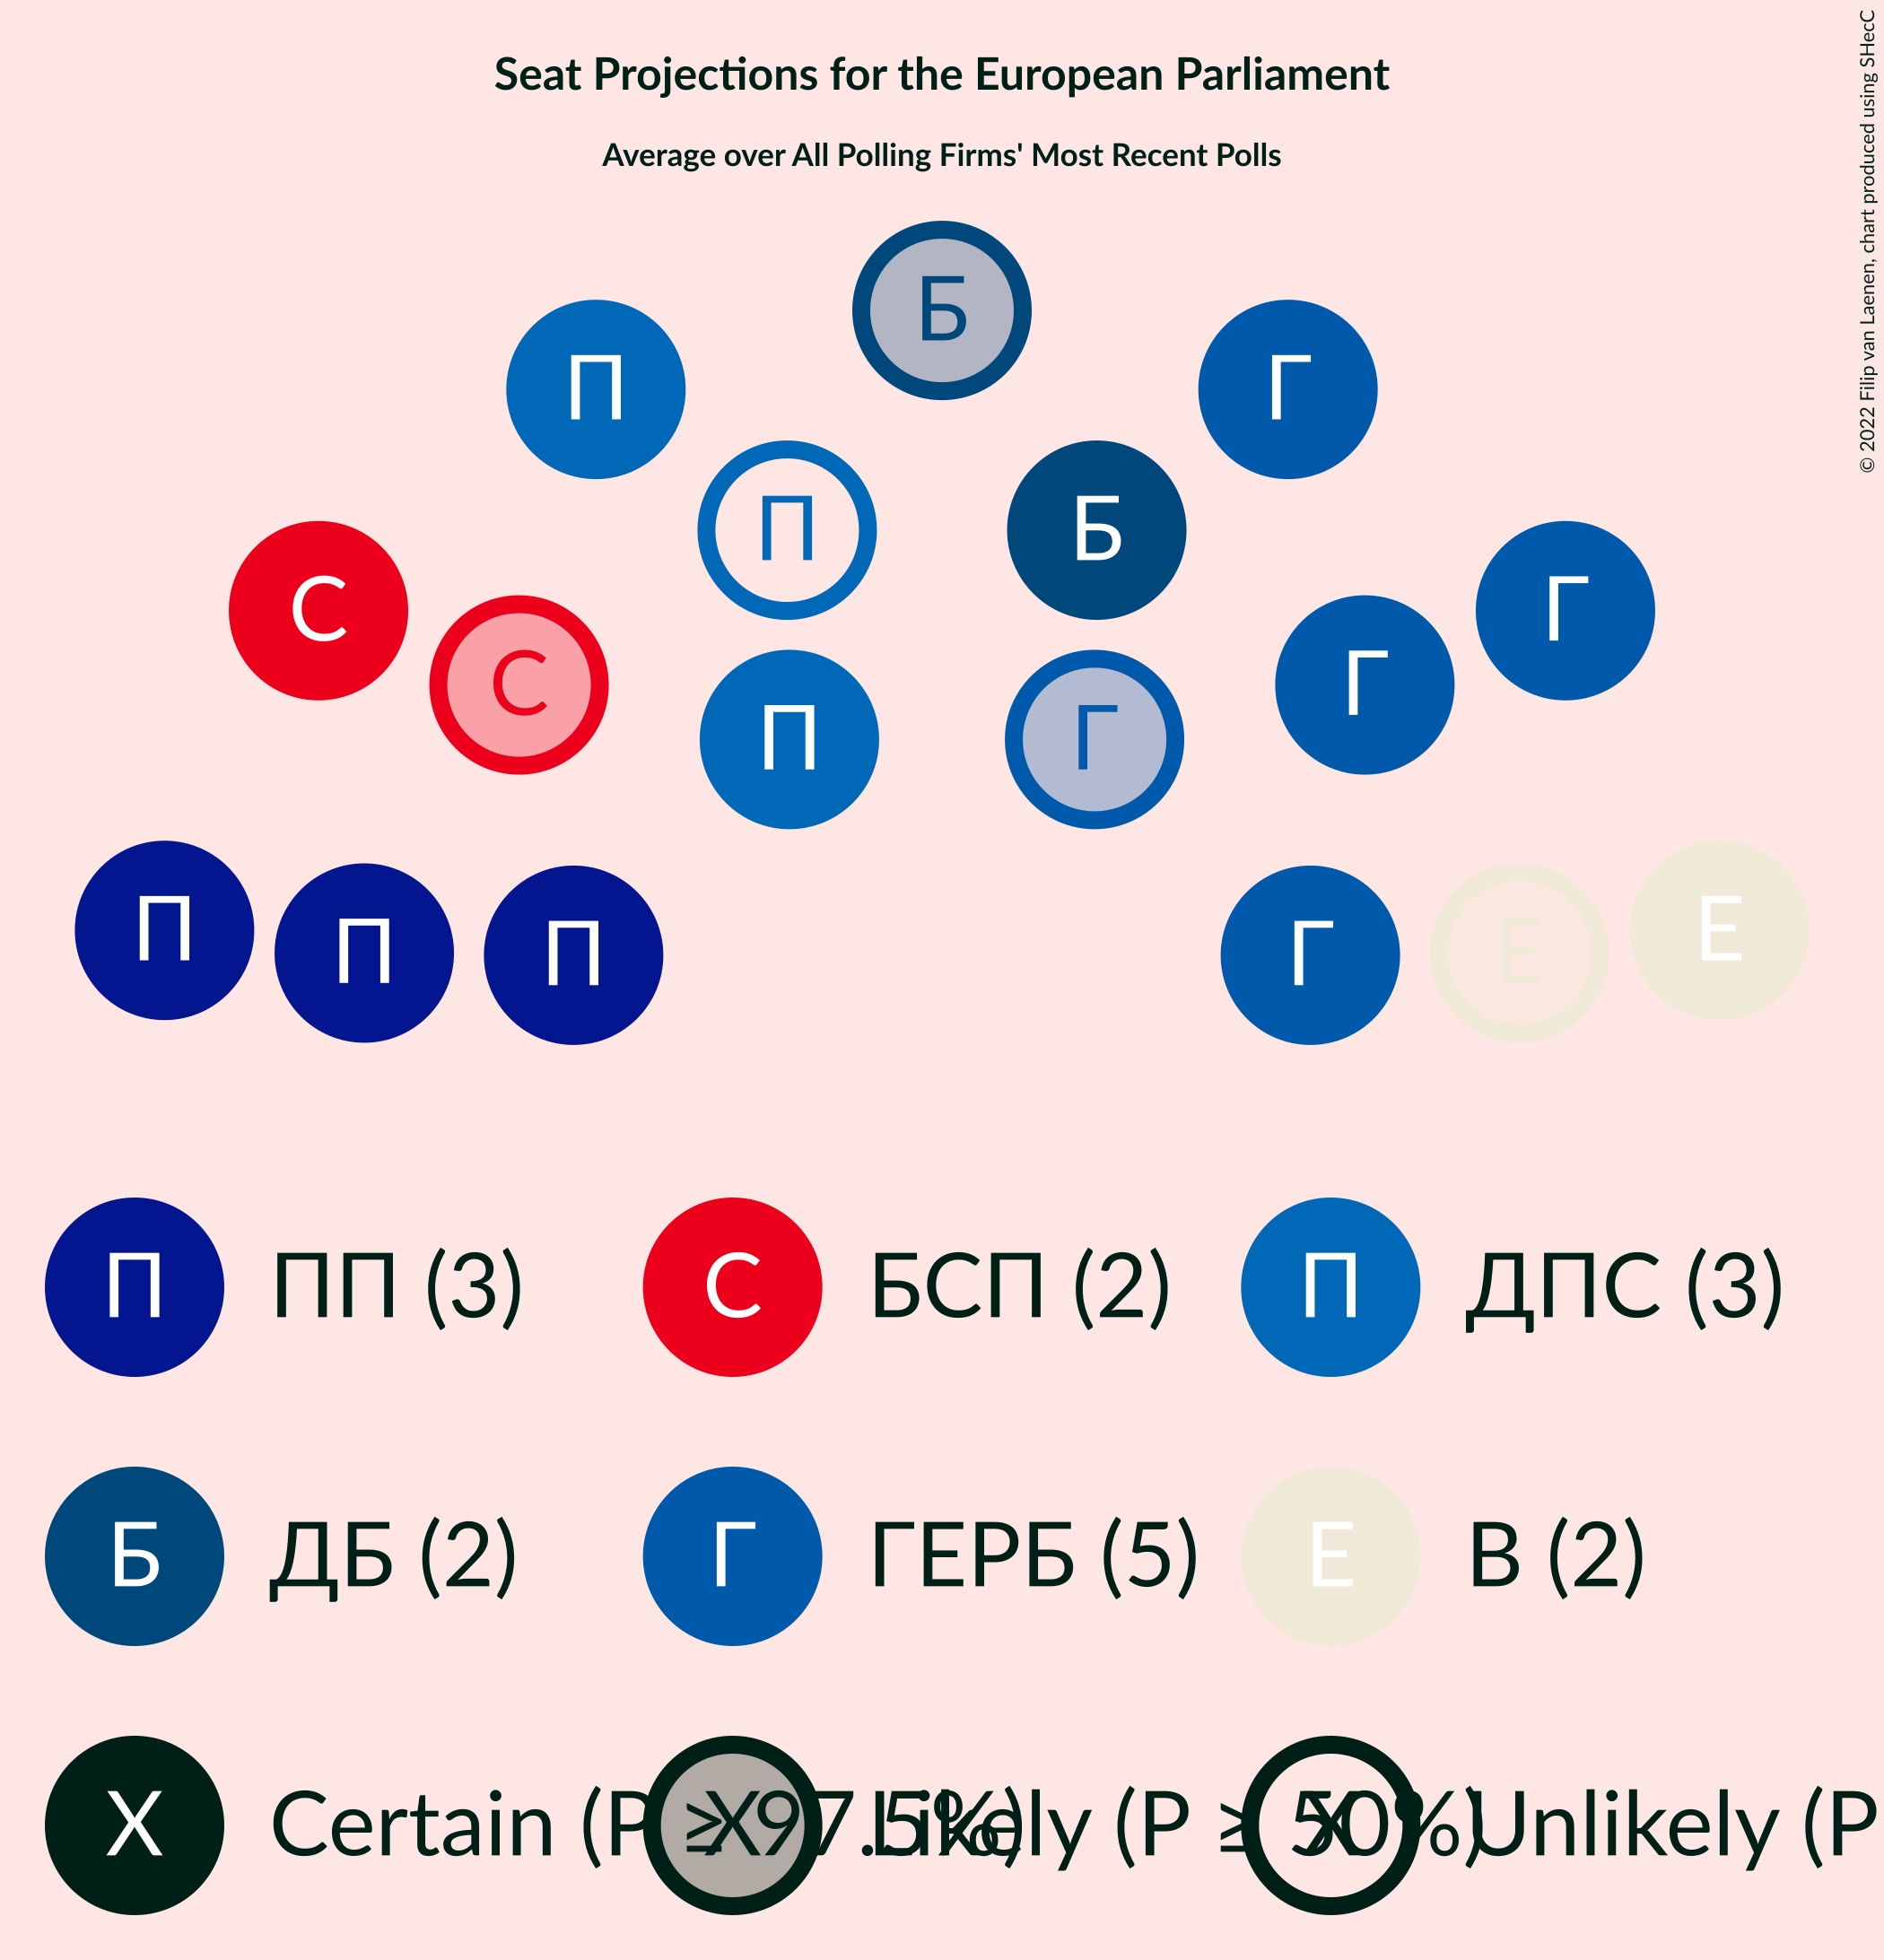 Seat Projections for the European Parliament
Average over All Polling Firms' Most Recent Polls
© 2022 Filip van Laenen, chart produced using SHecC
Б
П Г
П Б
С Г
С Г
П Г
П П П Г Е Е
П ПП (3) С БСП (2) П ДПС (3)
Б ДБ (2) Г ГЕРБ (5) Е В (2)
X Certain (P ≥ 97.5%) X Likely (P ≥ 50%) X Unlikely (P